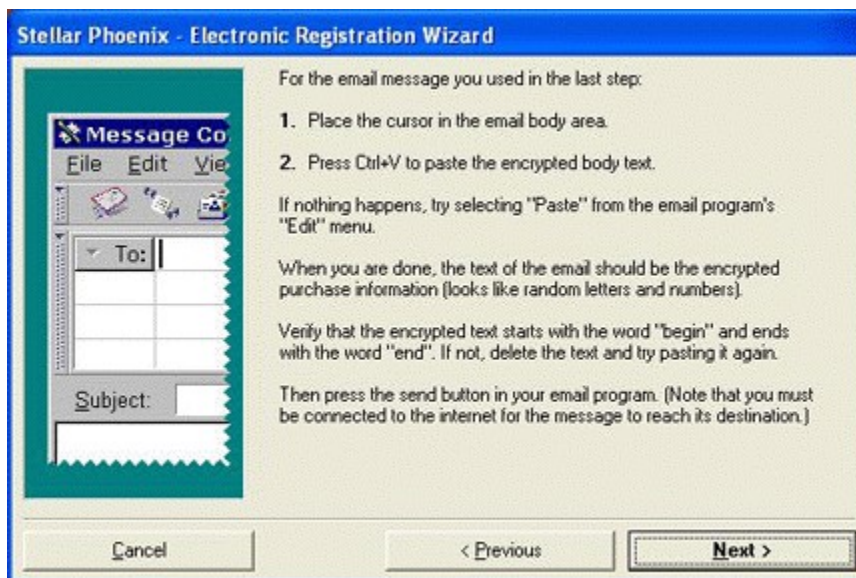 Stellar Phoenix - Electronic Registration Wizard
For the email message you used in the last step:
1. Place the cursor in the email body area.
2. Press Ctrl+V to paste the encrypted body text.
If nothing happens, try selecting "Paste" from the email program's
"Edit" menu.
When you are done, the text of the email should be the encrypted
purchase information (looks like random letters and numbers).
Verify that the encrypted text starts with the word "begin" and ends
with the word "end". If not, delete the text and try pasting it again.
Then press the send button in your email program. (Note that you must
be connected to the internet for the message to reach its destination.)
Message Co
File Edit Vie
To:
Subject:
Cancel
< Previous
Next >